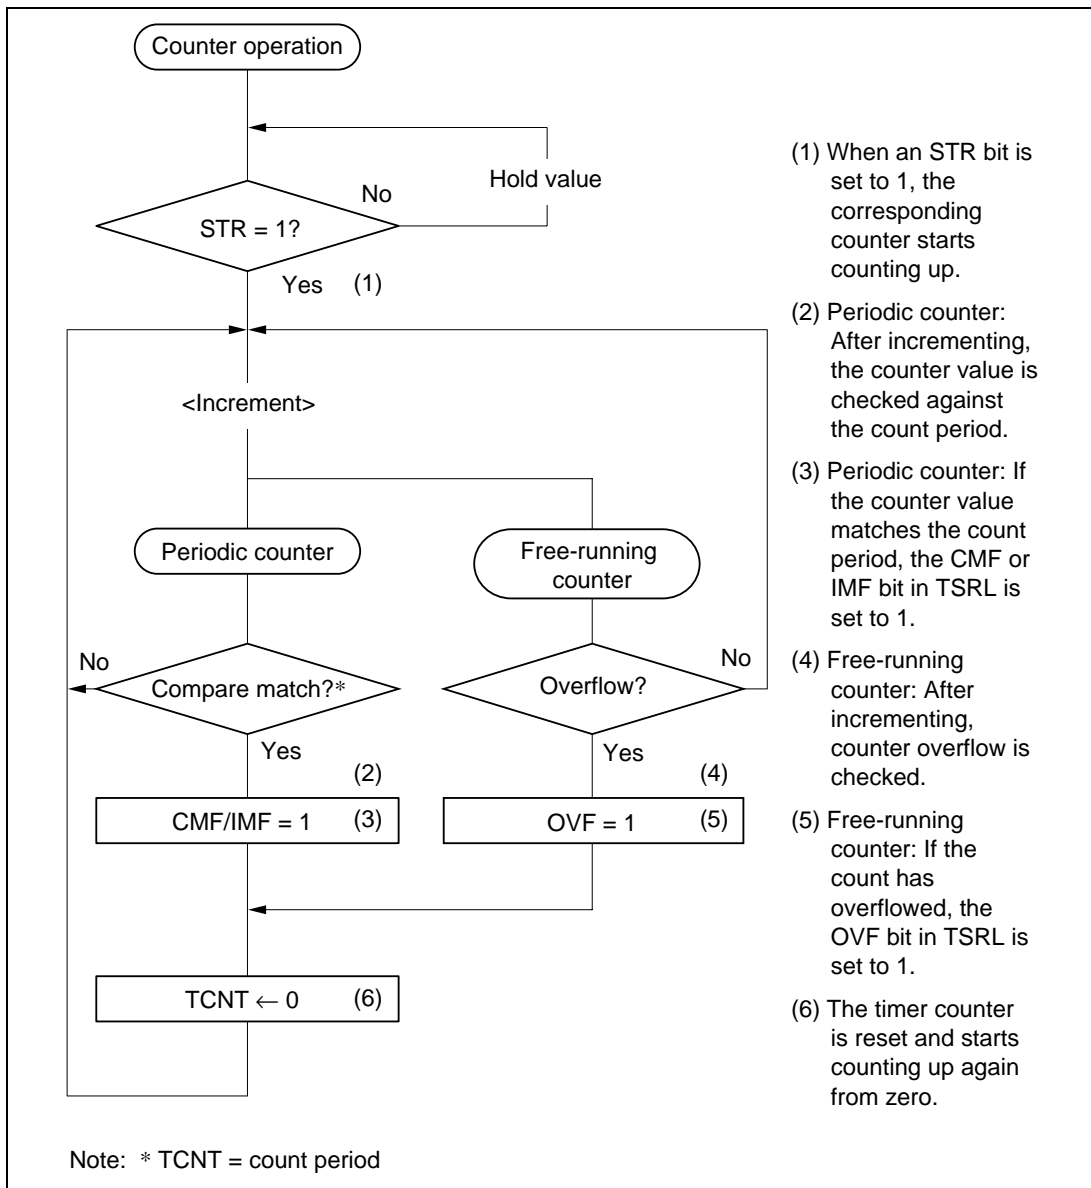 Counter operation
Hold value
No
STR = 1?
Yes (1)
<Increment>
Periodic counter
Free-running
counter
No
Compare match?*
Overflow?
No
Yes
(2)
Yes
(4)
CMF/IMF = 1 (3)
OVF = 1 (5)
TCNT ← 0 (6)
(1) When an STR bit is
set to 1, the
corresponding
counter starts
counting up.
(2) Periodic counter:
After incrementing,
the counter value is
checked against
the count period.
(3) Periodic counter: If
the counter value
matches the count
period, the CMF or
IMF bit in TSRL is
set to 1.
(4) Free-running
counter: After
incrementing,
counter overflow is
checked.
(5) Free-running
counter: If the
count has
overflowed, the
OVF bit in TSRL is
set to 1.
(6) The timer counter
is reset and starts
counting up again
from zero.
Note: * TCNT = count period